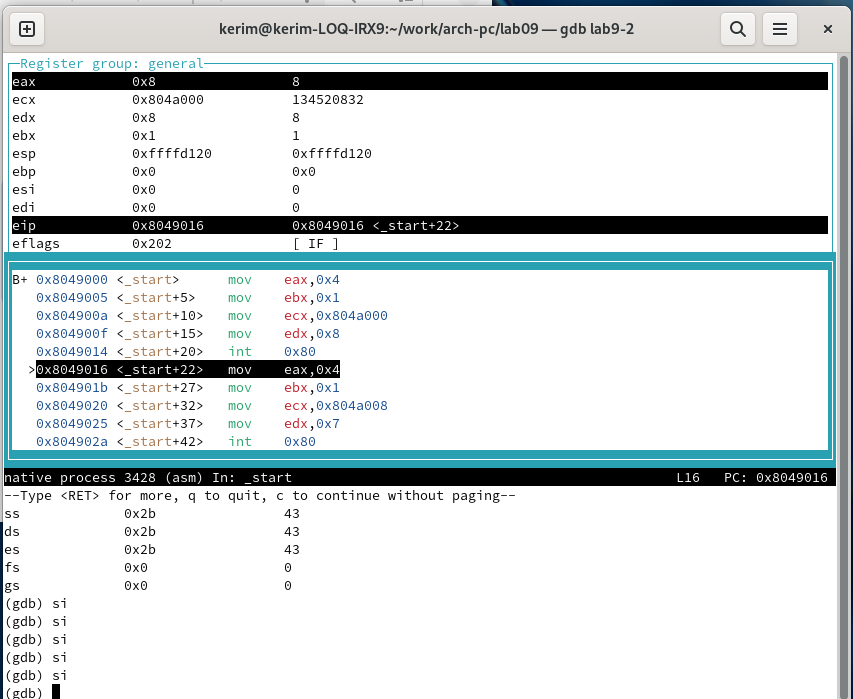 kerim@kerim-LOQ-IRX9:~/work/arch-pc/lab09 — gdb lab9-2
Register group: general
eax 0x8 8
ecx 0x804a000 134520832
edx 0x8 8
ebx 0x1 1
esp 0xffffd120 0xffffd120
ebp 0x0 0x0
esi 0x0 0
edi 0x0 0
eip 0x8049016 0x8049016 <_start+22>
eflags 0x202 [ IF ]
B+ 0x8049000 <_start> mov eax,0x4
0x8049005 <_start+5> mov ebx,0x1
0x804900a <_start+10> mov ecx,0x804a000
0x804900f <_start+15> mov edx,0x8
0x8049014 <_start+20> int 0x80
>0x8049016 <_start+22> mov eax,0x4
0x804901b <_start+27> mov ebx,0x1
0x8049020 <_start+32> mov ecx,0x804a008
0x8049025 <_start+37> mov edx,0x7
0x804902a <_start+42> int 0x80
native process 3428 (asm) In: _start L16 PC: 0x8049016
--Type <RET> for more, q to quit, c to continue without paging--
ss 0x2b 43
ds 0x2b 43
es 0x2b 43
fs 0x0 0
gs 0x0 0
(gdb) si
(gdb) si
(gdb) si
(gdb) si
(gdb) si
(gdb)